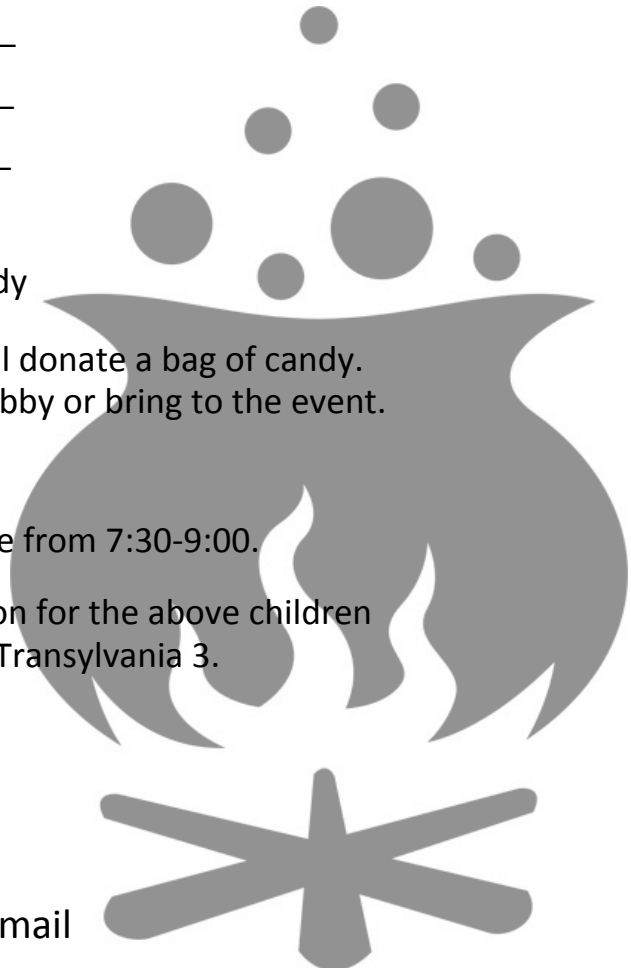 dy
l donate a bag of candy.
bby or bring to the event.
e from 7:30-9:00.
on for the above children
Transylvania 3.
mail